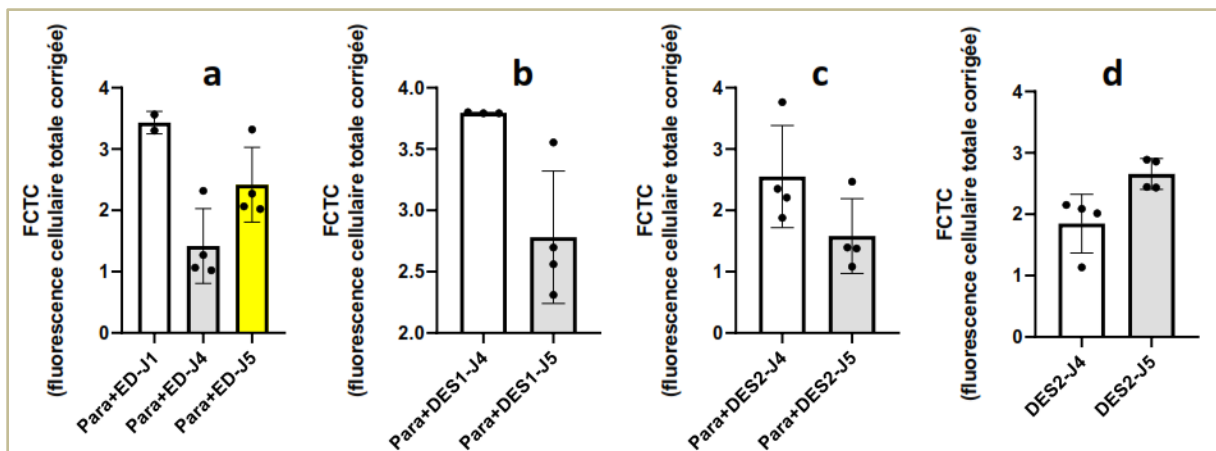 a
FCTC
(fluorescence cellulaire totale corrigée)
4
3
2
1
0
Para+ED-J1
Para+ED-J4
Para+ED-J5
b
FCTC
(fluorescence cellulaire totale corrigée)
4.0
3.5
3.0
2.5
2.0
Para+DES1-J4
Para+DES1-J5
c
FCTC
(fluorescence cellulaire totale corrigée)
4
3
2
1
0
Para+DES2-J4
Para+DES2-J5
d
FCTC
(fluorescence cellulaire totale corrigée)
4
3
2
1
0
DES2-J4
DES2-J5